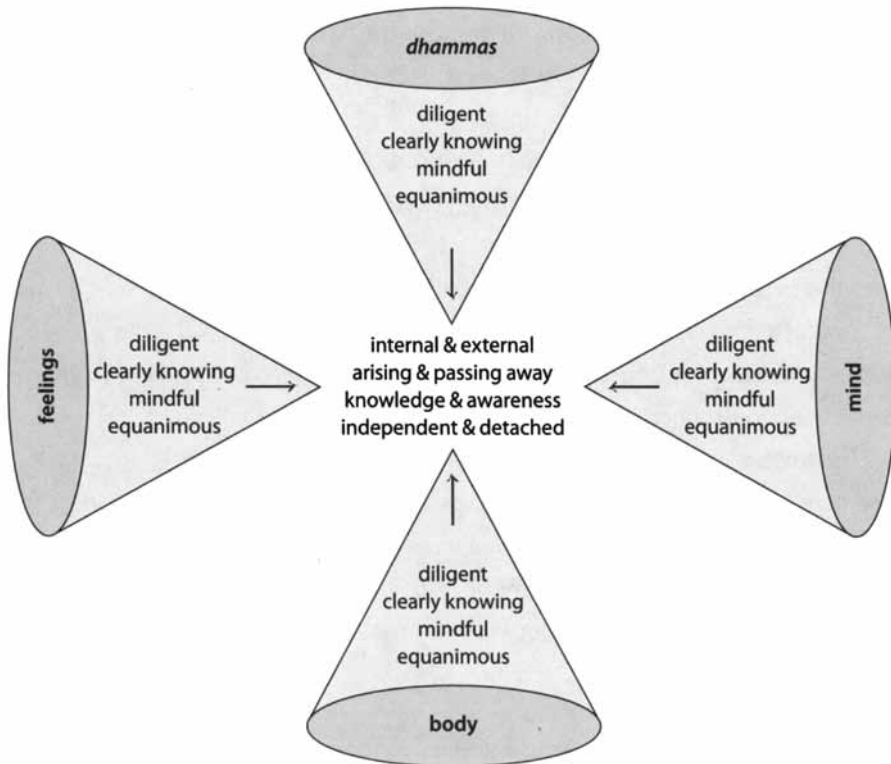 dhammas
diligent
clearly knowing
mindful
equanimous
feelings
diligent
clearly knowing
mindful
equanimous
internal & external
arising & passing away
knowledge & awareness
independent & detached
diligent
clearly knowing
mindful
equanimous
mind
diligent
clearly knowing
mindful
equanimous
body